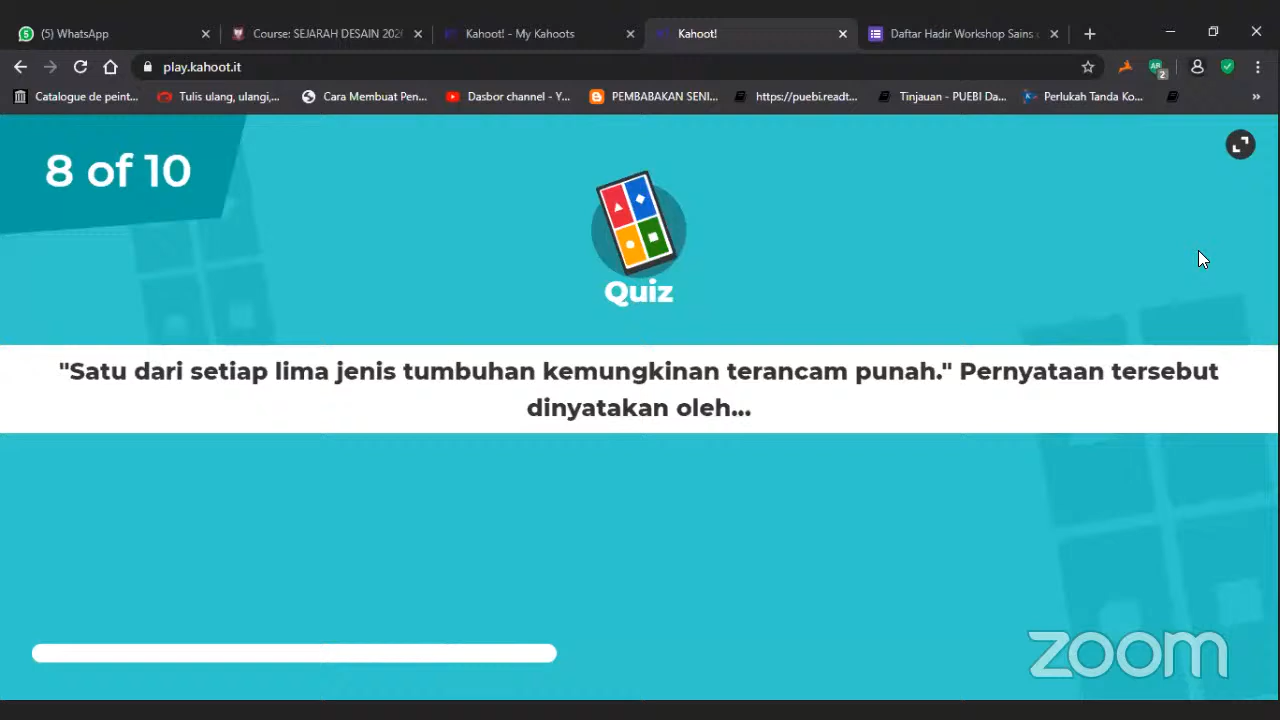 (5) WhatsApp
Course: SEJARAH DESAIN 202
Kahoot! - My Kahoots
Kahoot!
Daftar Hadir Workshop Sains
play.kahoot.it
Catalogue de peint...
Tulis ulang, ulangi,...
Cara Membuat Pen...
Dasbor channel - Y...
PEMBABAKAN SENI...
https://puebi.readt...
Tinjauan - PUEBI Da...
Perlukah Tanda Ko...
8 of 10
Quiz
"Satu dari setiap lima jenis tumbuhan kemungkinan terancam punah." Pernyataan tersebut
dinyatakan oleh...
zoom